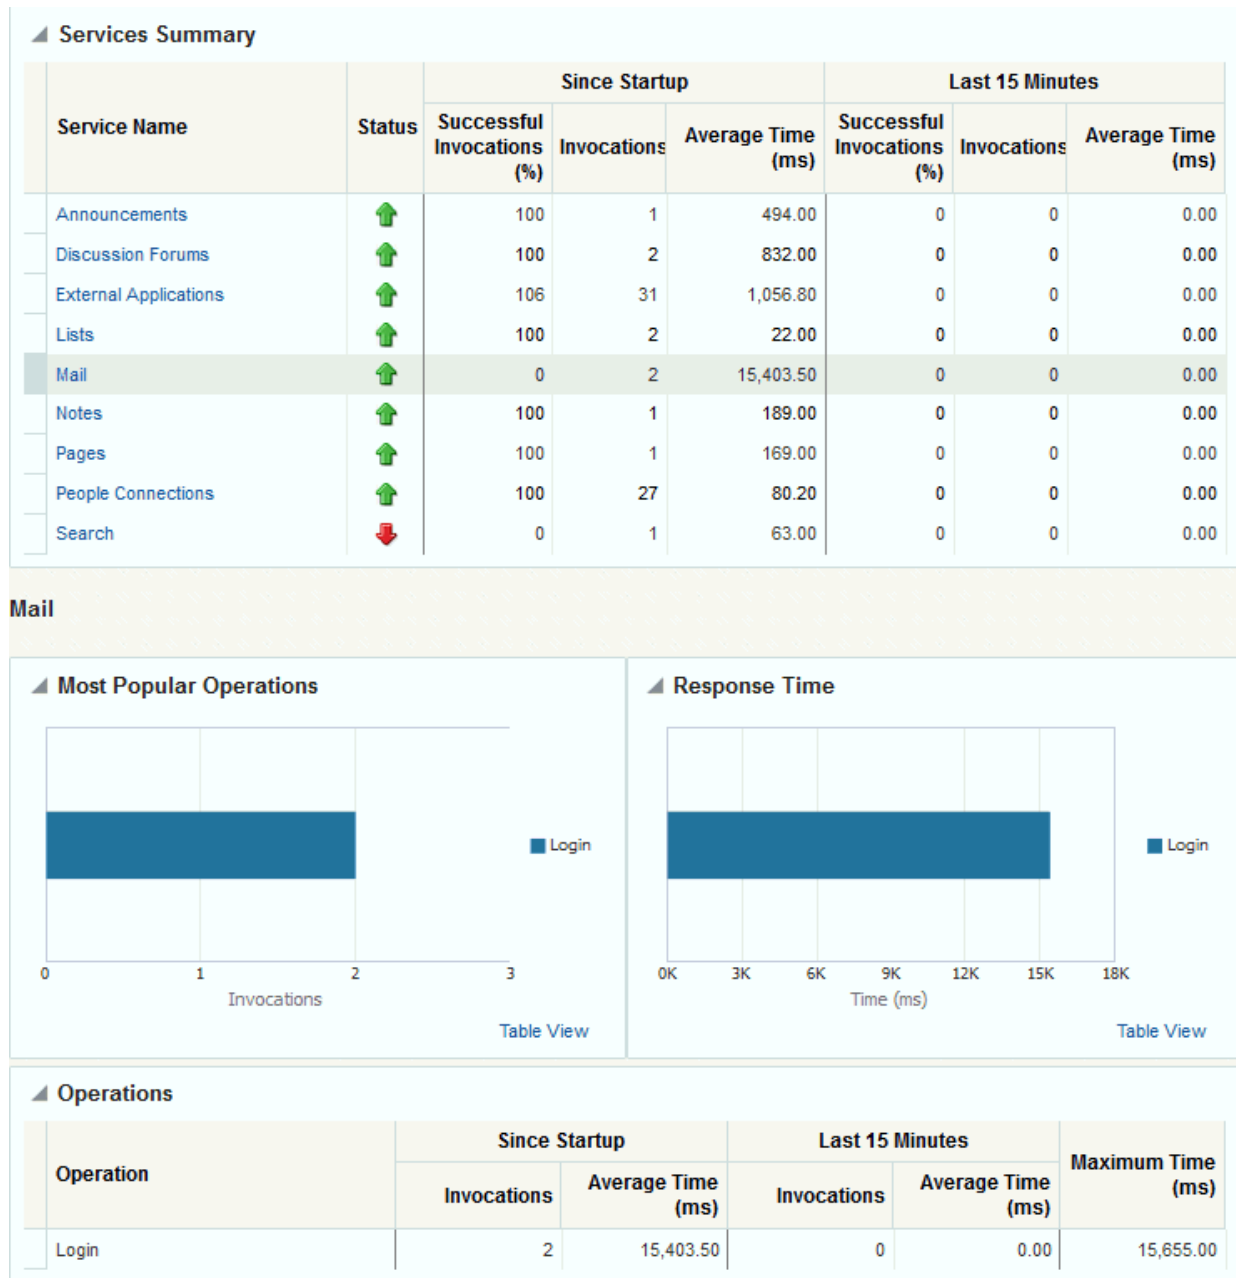 Services Summary
Since Startup Last 15 Minutes
Service Name Status Successful Invocations (%) Invocations Average Time (ms) Successful Invocations (%) Invocations Average Time (ms)
Announcements 100 1 494.00 0 0 0.00
Discussion Forums 100 2 832.00 0 0 0.00
External Applications 106 31 1,056.80 0 0 0.00
Lists 100 2 22.00 0 0 0.00
Mail 0 2 15,403.50 0 0 0.00
Notes 100 1 189.00 0 0 0.00
Pages 100 1 169.00 0 0 0.00
People Connections 100 27 80.20 0 0 0.00
Search 0 1 63.00 0 0 0.00
Mail
Most Popular Operations
Login
0 1 2 3
Invocations
Table View
Response Time
Login
0K 3K 6K 9K 12K 15K 18K
Time (ms)
Table View
Operations
Since Startup Last 15 Minutes
Operation Invocations Average Time (ms) Invocations Average Time (ms) Maximum Time (ms)
Login 2 15,403.50 0 0.00 15,655.00